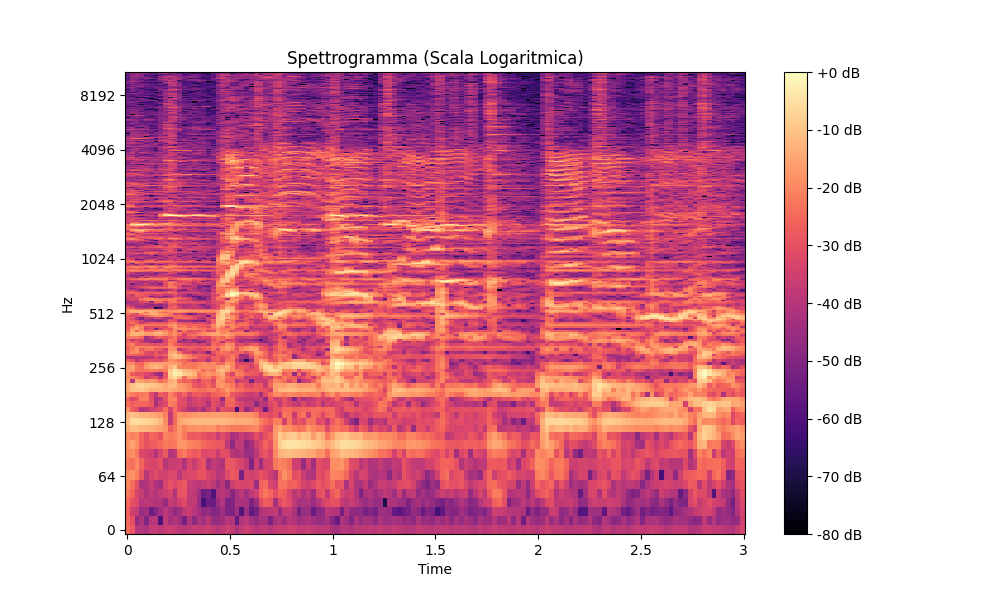 Spettrogramma (Scala Logaritmica)
Hz
8192
4096
2048
1024
512
256
128
64
0
0 0.5 1 1.5 2 2.5 3
Time
+0 dB
-10 dB
-20 dB
-30 dB
-40 dB
-50 dB
-60 dB
-70 dB
-80 dB